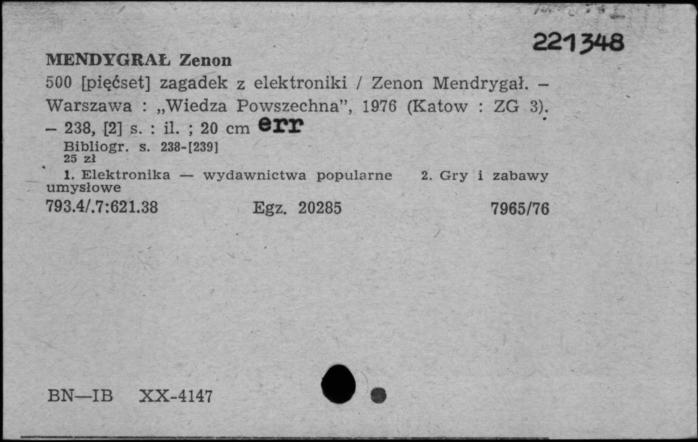 221348
MENDYGRAŁ Zenon
500 [pięćset] zagadek z elektroniki / Zenon Mendrygał. –
Warszawa : „Wiedza Powszechna”, 1976 (Katow : ZG 3).
– 238, [2] s. : il. ; 20 cm err
Bibliogr. s. 238-[239]
25 zł
1. Elektronika — wydawnictwa popularne 2. Gry i zabawy
umysłowe
793.4/.7:621.38 Egz. 20285 7965/76
BN—IB XX-4147